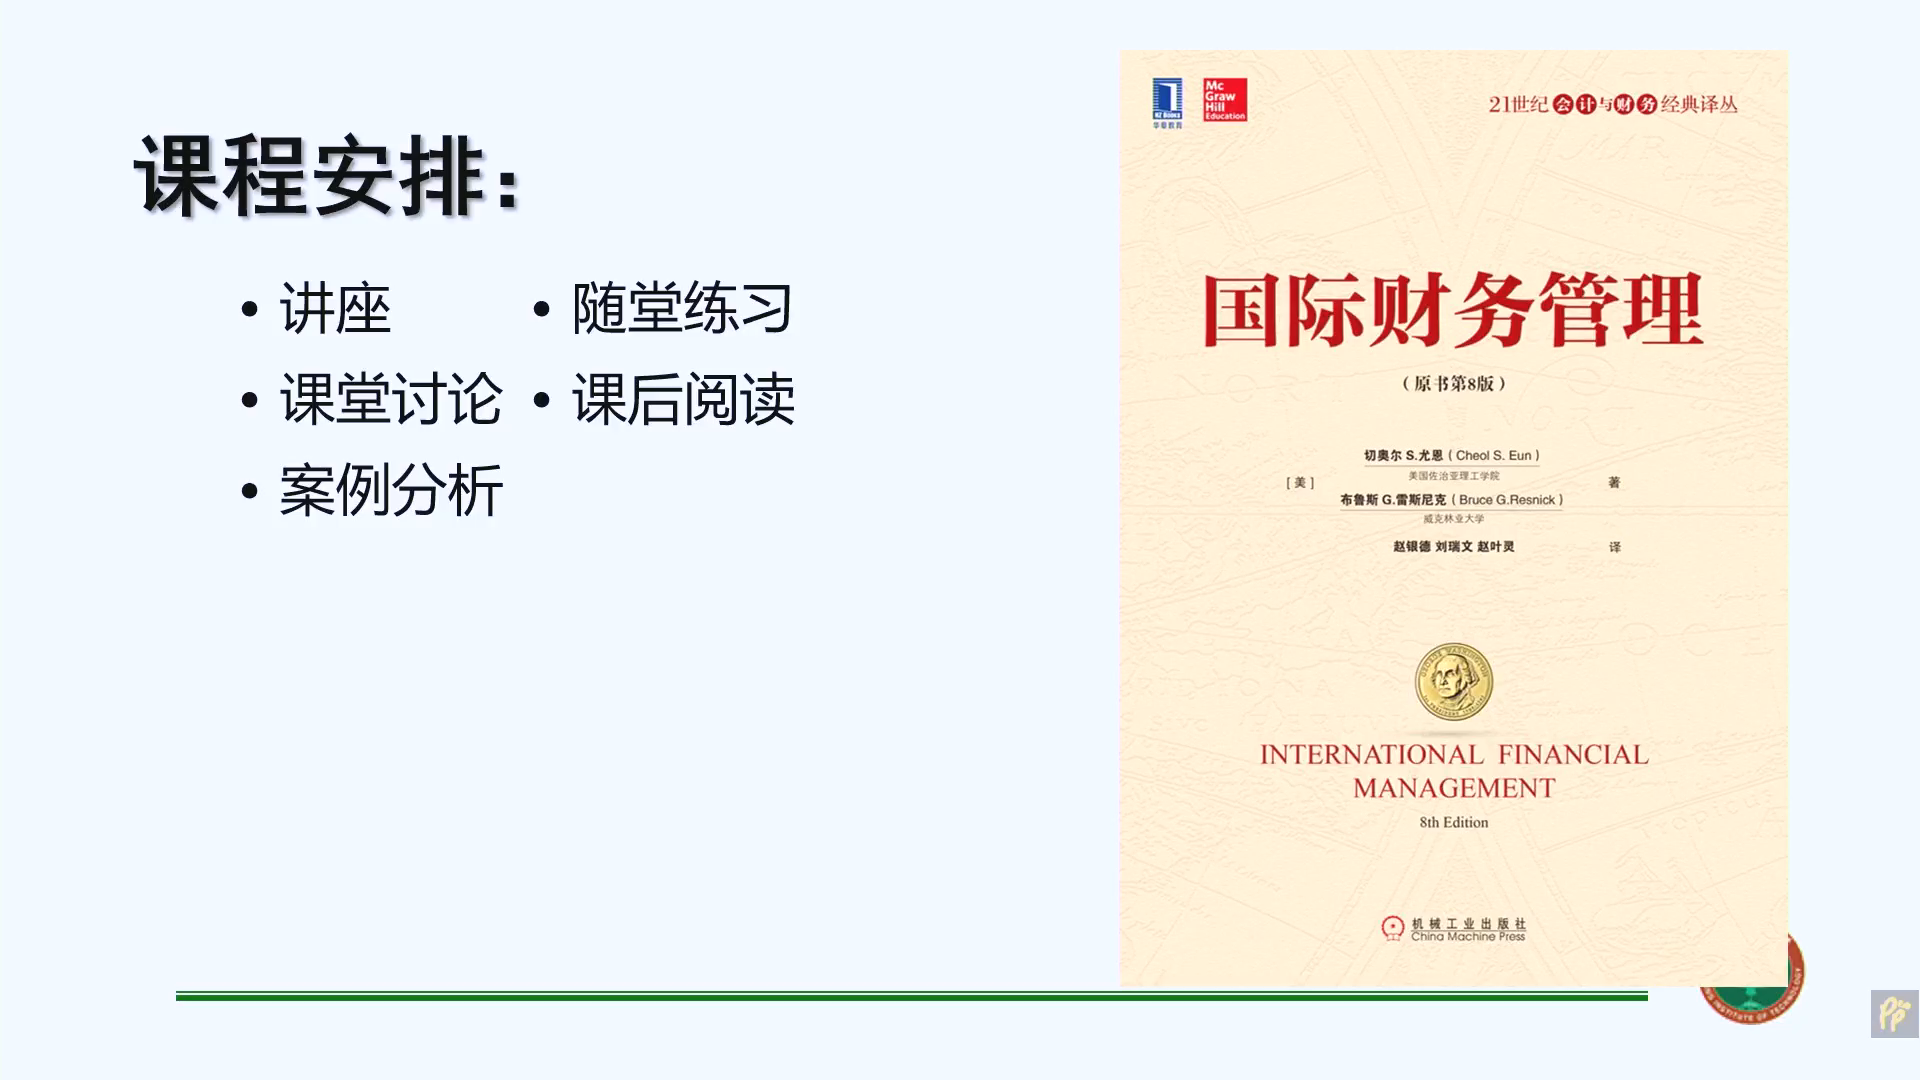 课程安排：
• 讲座
• 课堂讨论
• 案例分析
• 随堂练习
• 课后阅读
HZ Books
华章教育
Mc
Graw
Hill
Education
21世纪会计与财务经典译丛
国际财务管理
（原书第8版）
切奥尔 S.尤恩（Cheol S. Eun）
美国佐治亚理工学院
［美］ 著
布鲁斯 G.雷斯尼克（Bruce G.Resnick）
威克林业大学
赵银德 刘瑞文 赵叶灵 译
INTERNATIONAL FINANCIAL
MANAGEMENT
8th Edition
机械工业出版社
China Machine Press
INSTITUTE OF TECHNOLOGY